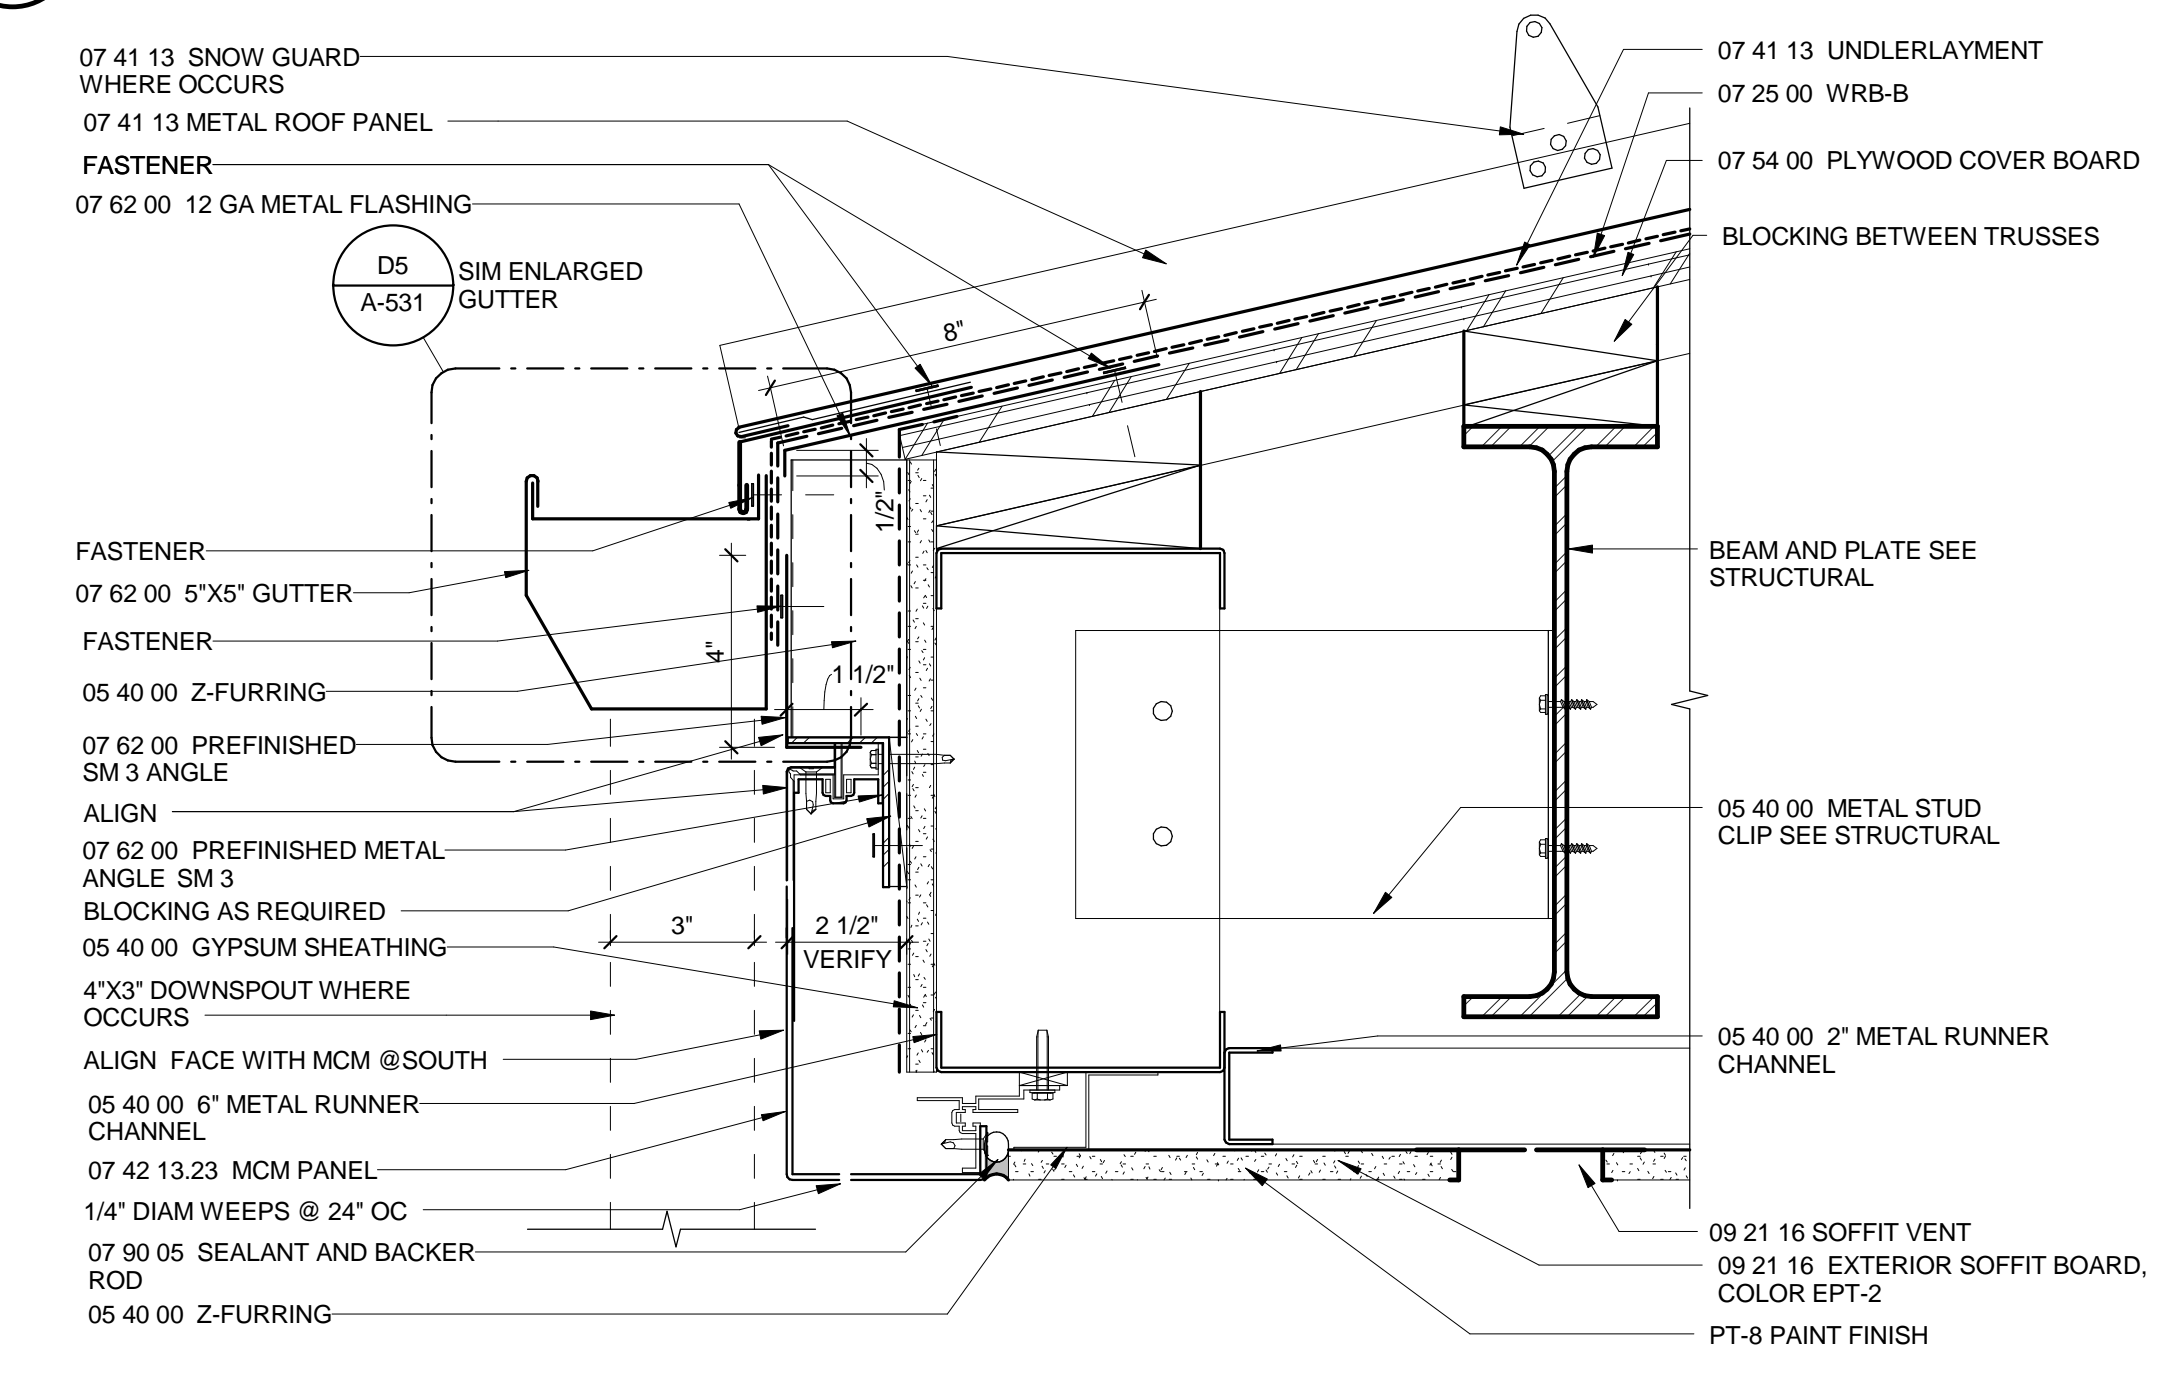 07 41 13  SNOW GUARD
WHERE OCCURS
07 41 13 METAL ROOF PANEL
FASTENER
07 62 00  12 GA METAL FLASHING
D5
A-531
SIM ENLARGED
GUTTER
FASTENER
07 62 00  5"X5" GUTTER
FASTENER
05 40 00  Z-FURRING
07 62 00  PREFINISHED
SM 3 ANGLE
ALIGN
07 62 00  PREFINISHED METAL
ANGLE  SM 3
BLOCKING AS REQUIRED
05 40 00  GYPSUM SHEATHING
4"X3" DOWNSPOUT WHERE
OCCURS
ALIGN  FACE WITH MCM @SOUTH
05 40 00  6" METAL RUNNER
CHANNEL
07 42 13.23  MCM PANEL
1/4" DIAM WEEPS @ 24" OC
07 90 05  SEALANT AND BACKER
ROD
05 40 00  Z-FURRING
8"
1/2"
4"
1 1/2"
3"
2 1/2"
VERIFY
07 41 13  UNDLERLAYMENT
07 25 00  WRB-B
07 54 00  PLYWOOD COVER BOARD
BLOCKING BETWEEN TRUSSES
BEAM AND PLATE SEE
STRUCTURAL
05 40 00  METAL STUD
CLIP SEE STRUCTURAL
05 40 00  2" METAL RUNNER
CHANNEL
09 21 16 SOFFIT VENT
09 21 16  EXTERIOR SOFFIT BOARD,
COLOR EPT-2
PT-8 PAINT FINISH